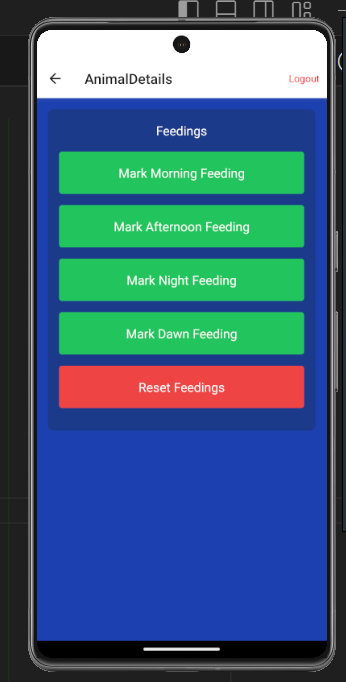 AnimalDetails
Logout
Feedings
Mark Morning Feeding
Mark Afternoon Feeding
Mark Night Feeding
Mark Dawn Feeding
Reset Feedings